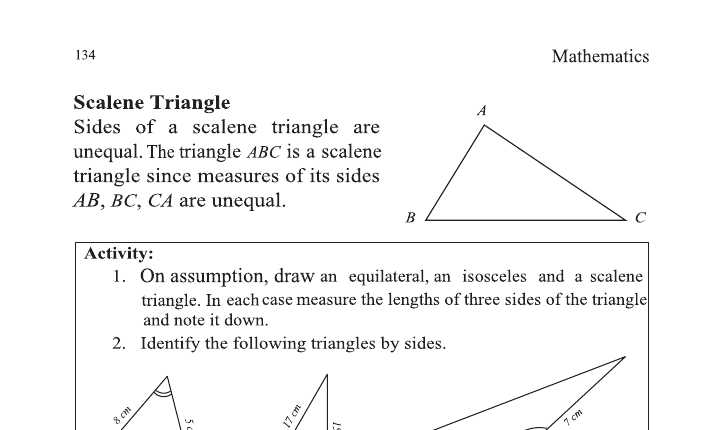 134
Mathematics
Scalene Triangle
Sides of a scalene triangle are
unequal. The triangle ABC is a scalene
triangle since measures of its sides
AB, BC, CA are unequal.
A
B
C
Activity:
1. On assumption, draw an equilateral, an isosceles and a scalene
triangle. In each case measure the lengths of three sides of the triangle
and note it down.
2. Identify the following triangles by sides.
8 cm
17 cm
7 cm